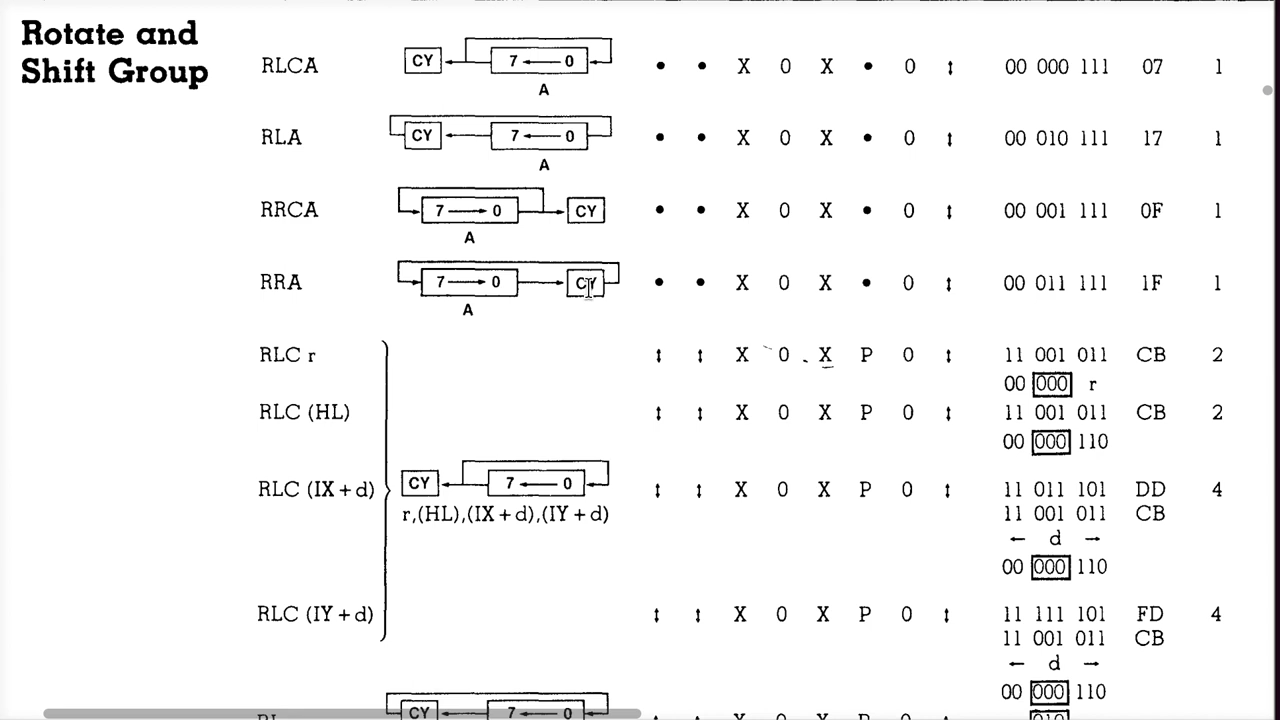 Rotate and
Shift Group
RLCA CY 7 0 • • X 0 X • 0 ↕ 00 000 111 07 1
A
RLA CY 7 0 • • X 0 X • 0 ↕ 00 010 111 17 1
A
RRCA 7 0 CY • • X 0 X • 0 ↕ 00 001 111 0F 1
A
RRA 7 0 CY • • X 0 X • 0 ↕ 00 011 111 1F 1
A
RLC r ↕ ↕ X 0 X P 0 ↕ 11 001 011 CB 2
00 000 r
RLC (HL) ↕ ↕ X 0 X P 0 ↕ 11 001 011 CB 2
00 000 110
RLC (IX + d) CY 7 0 ↕ ↕ X 0 X P 0 ↕ 11 011 101 DD 4
r,(HL),(IX + d),(IY + d) 11 001 011 CB
← d →
00 000 110
RLC (IY + d) ↕ ↕ X 0 X P 0 ↕ 11 111 101 FD 4
11 001 011 CB
← d →
00 000 110
CY 7 0